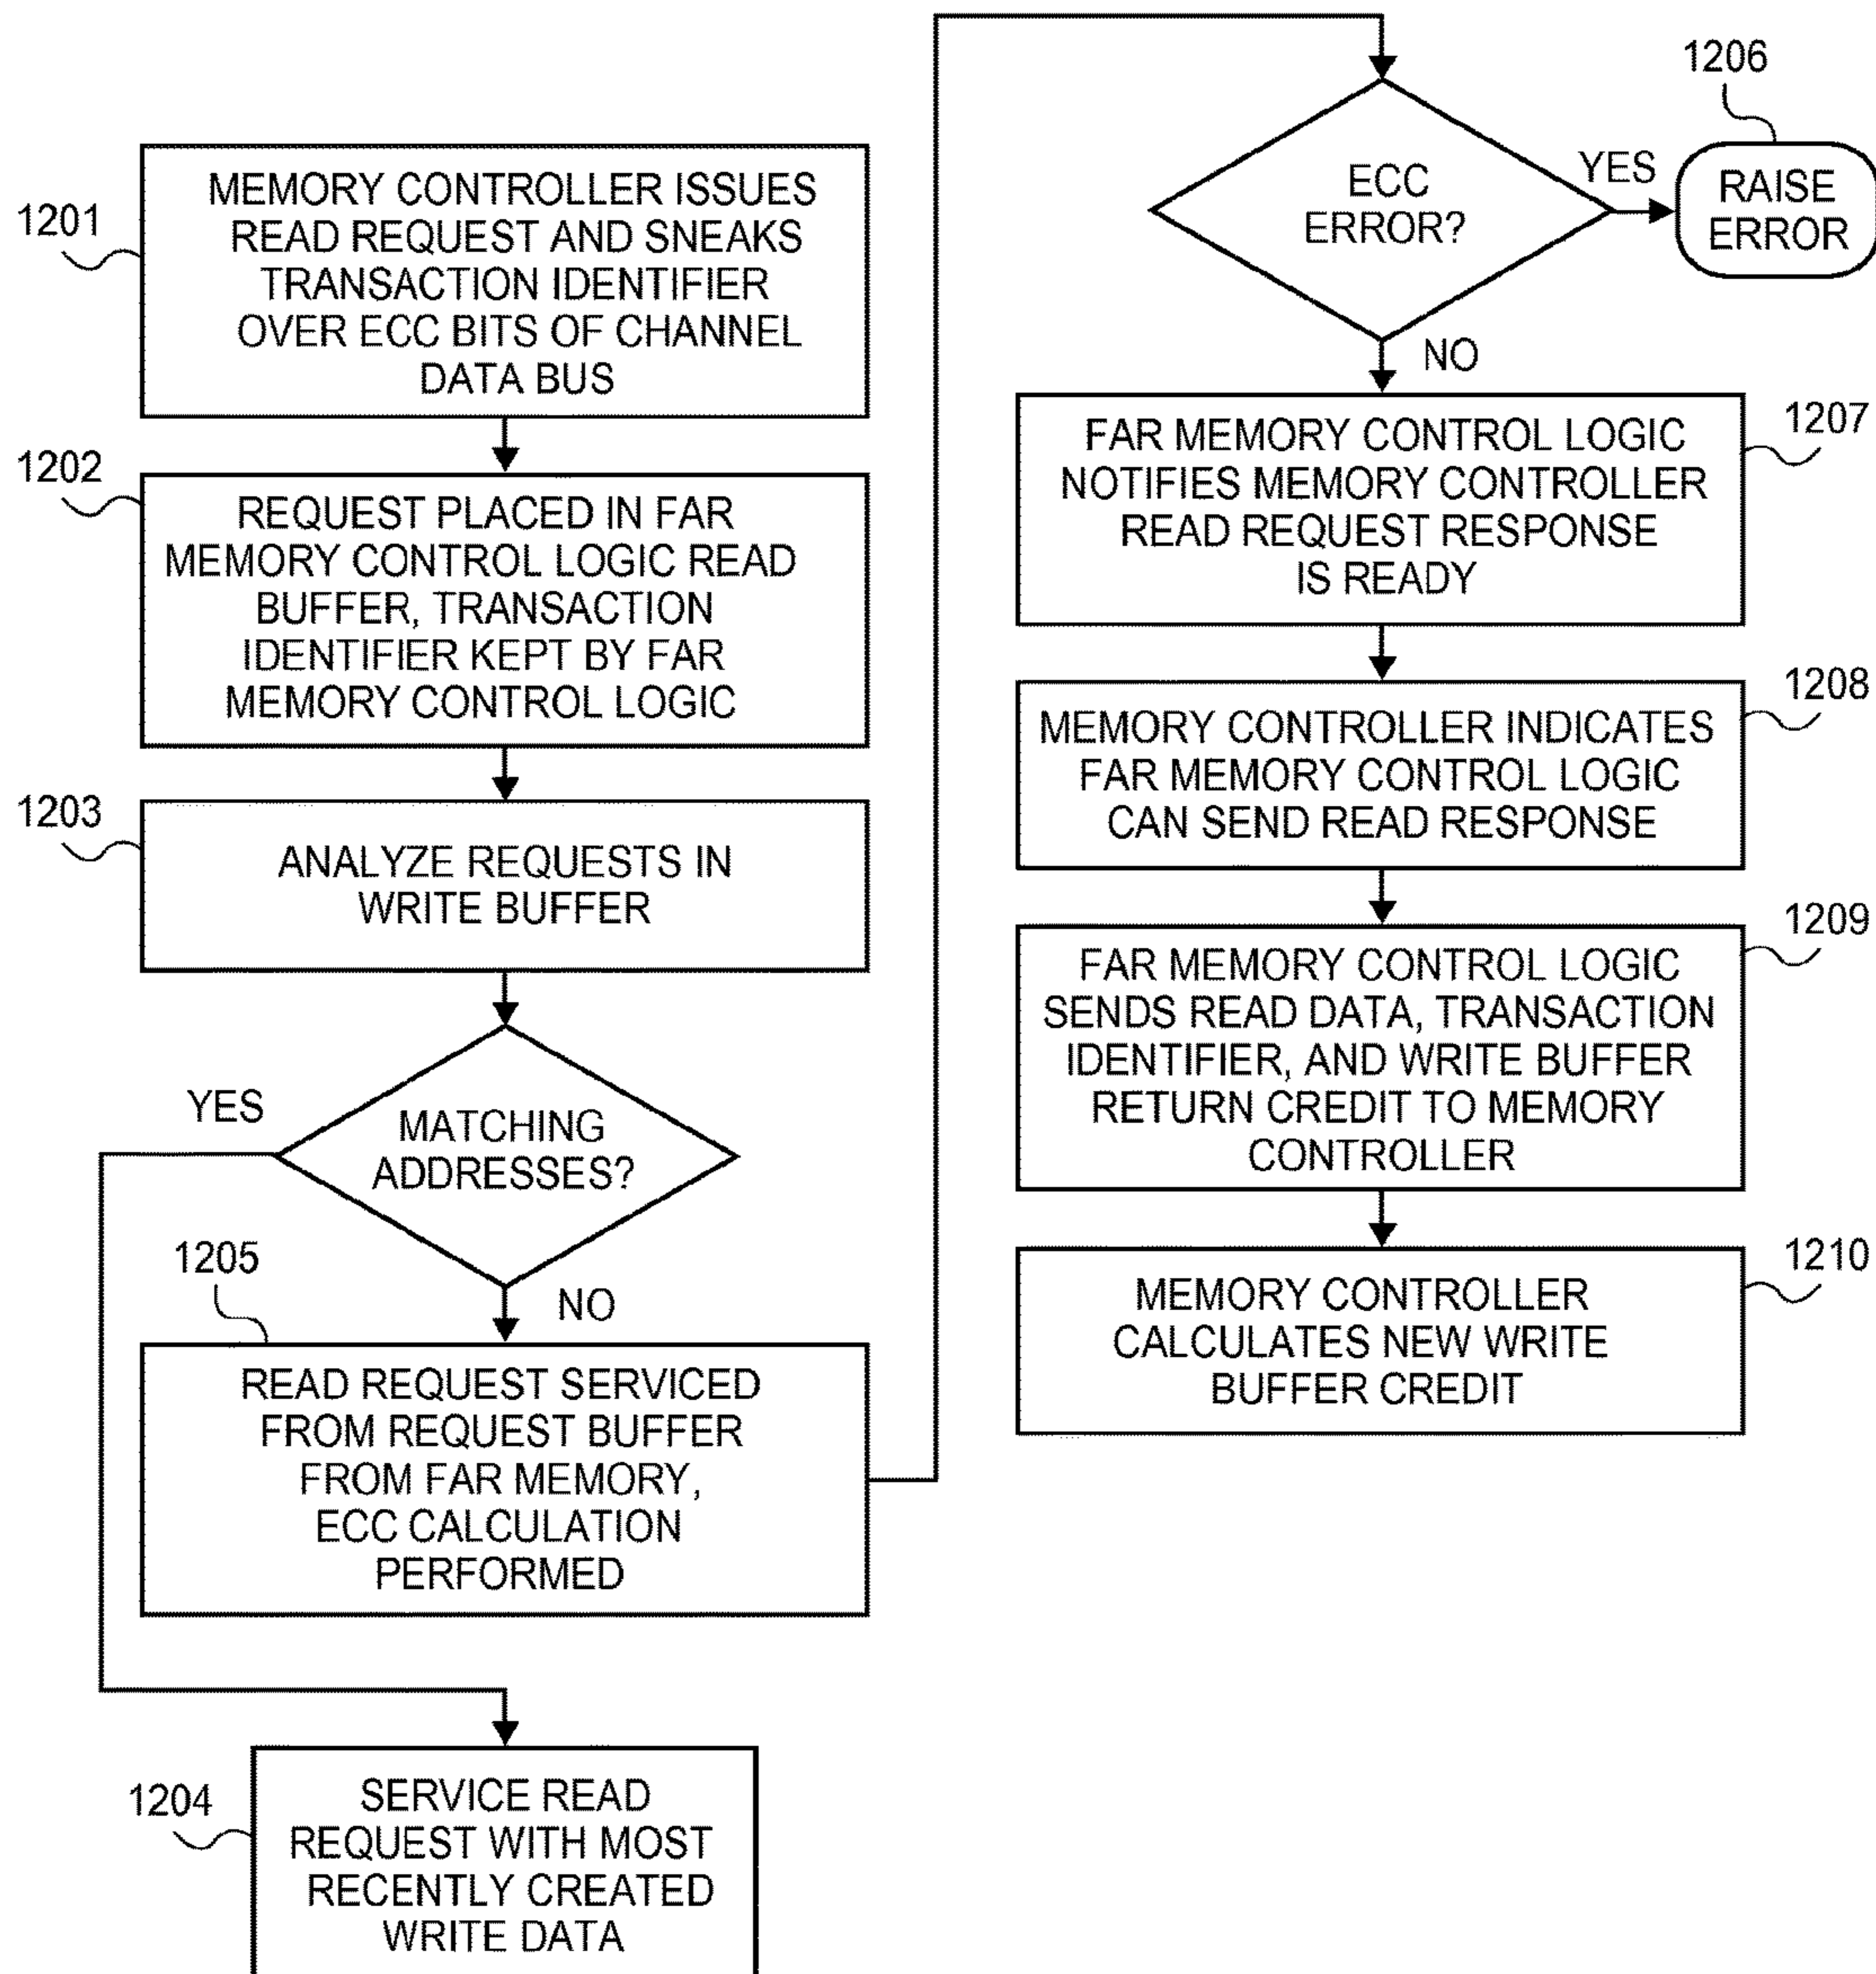 1201
MEMORY CONTROLLER ISSUES
READ REQUEST AND SNEAKS
TRANSACTION IDENTIFIER
OVER ECC BITS OF CHANNEL
DATA BUS
1202
REQUEST PLACED IN FAR
MEMORY CONTROL LOGIC READ
BUFFER, TRANSACTION
IDENTIFIER KEPT BY FAR
MEMORY CONTROL LOGIC
1203
ANALYZE REQUESTS IN
WRITE BUFFER
YES
MATCHING
ADDRESSES?
NO
1205
READ REQUEST SERVICED
FROM REQUEST BUFFER
FROM FAR MEMORY,
ECC CALCULATION
PERFORMED
1204
SERVICE READ
REQUEST WITH MOST
RECENTLY CREATED
WRITE DATA
ECC
ERROR?
YES
1206
RAISE
ERROR
NO
1207
FAR MEMORY CONTROL LOGIC
NOTIFIES MEMORY CONTROLLER
READ REQUEST RESPONSE
IS READY
1208
MEMORY CONTROLLER INDICATES
FAR MEMORY CONTROL LOGIC
CAN SEND READ RESPONSE
1209
FAR MEMORY CONTROL LOGIC
SENDS READ DATA, TRANSACTION
IDENTIFIER, AND WRITE BUFFER
RETURN CREDIT TO MEMORY
CONTROLLER
1210
MEMORY CONTROLLER
CALCULATES NEW WRITE
BUFFER CREDIT